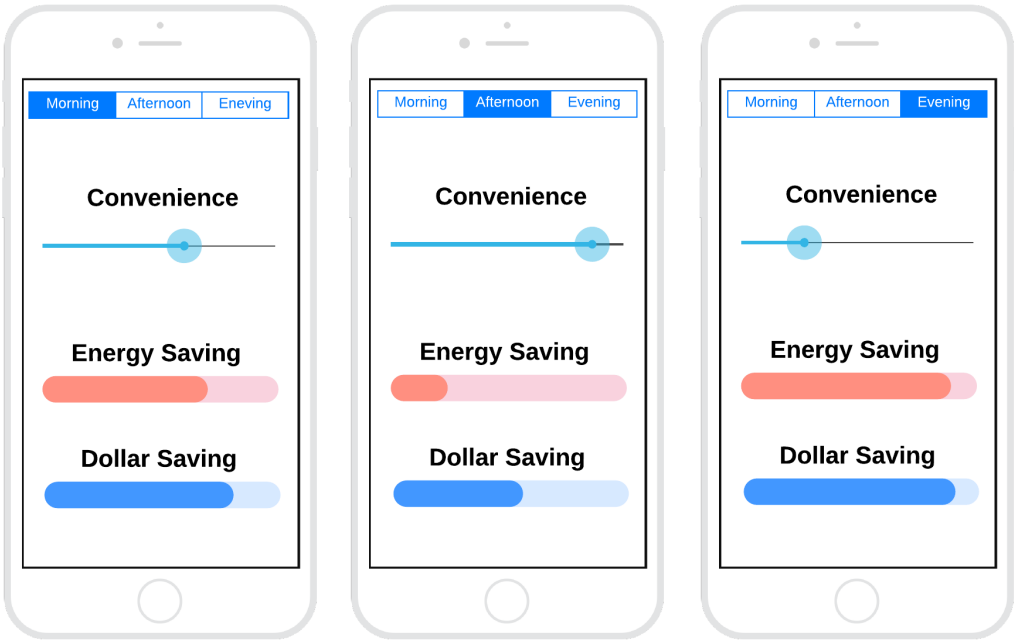 Morning Afternoon Eneving
Convenience
Energy Saving
Dollar Saving
Morning Afternoon Evening
Convenience
Energy Saving
Dollar Saving
Morning Afternoon Evening
Convenience
Energy Saving
Dollar Saving